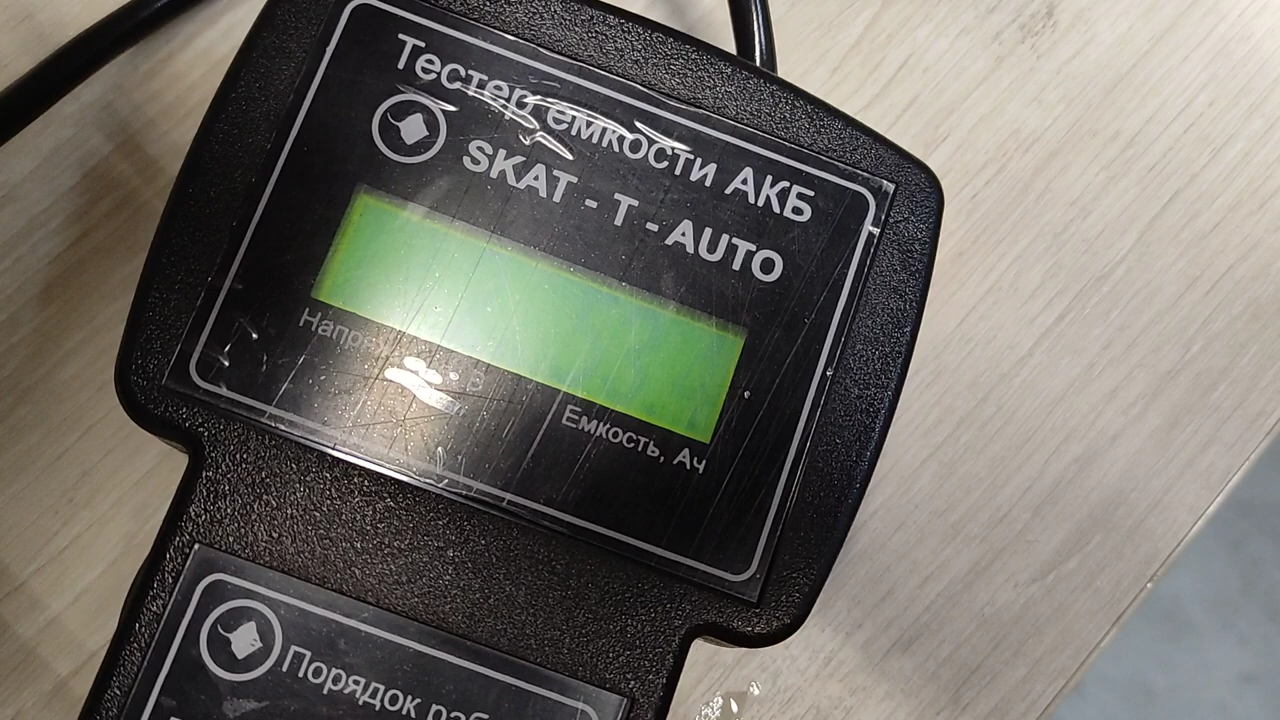 Тестер емкости АКБ
SKAT - T - AUTO
В
Емкость, Ач
Порядок